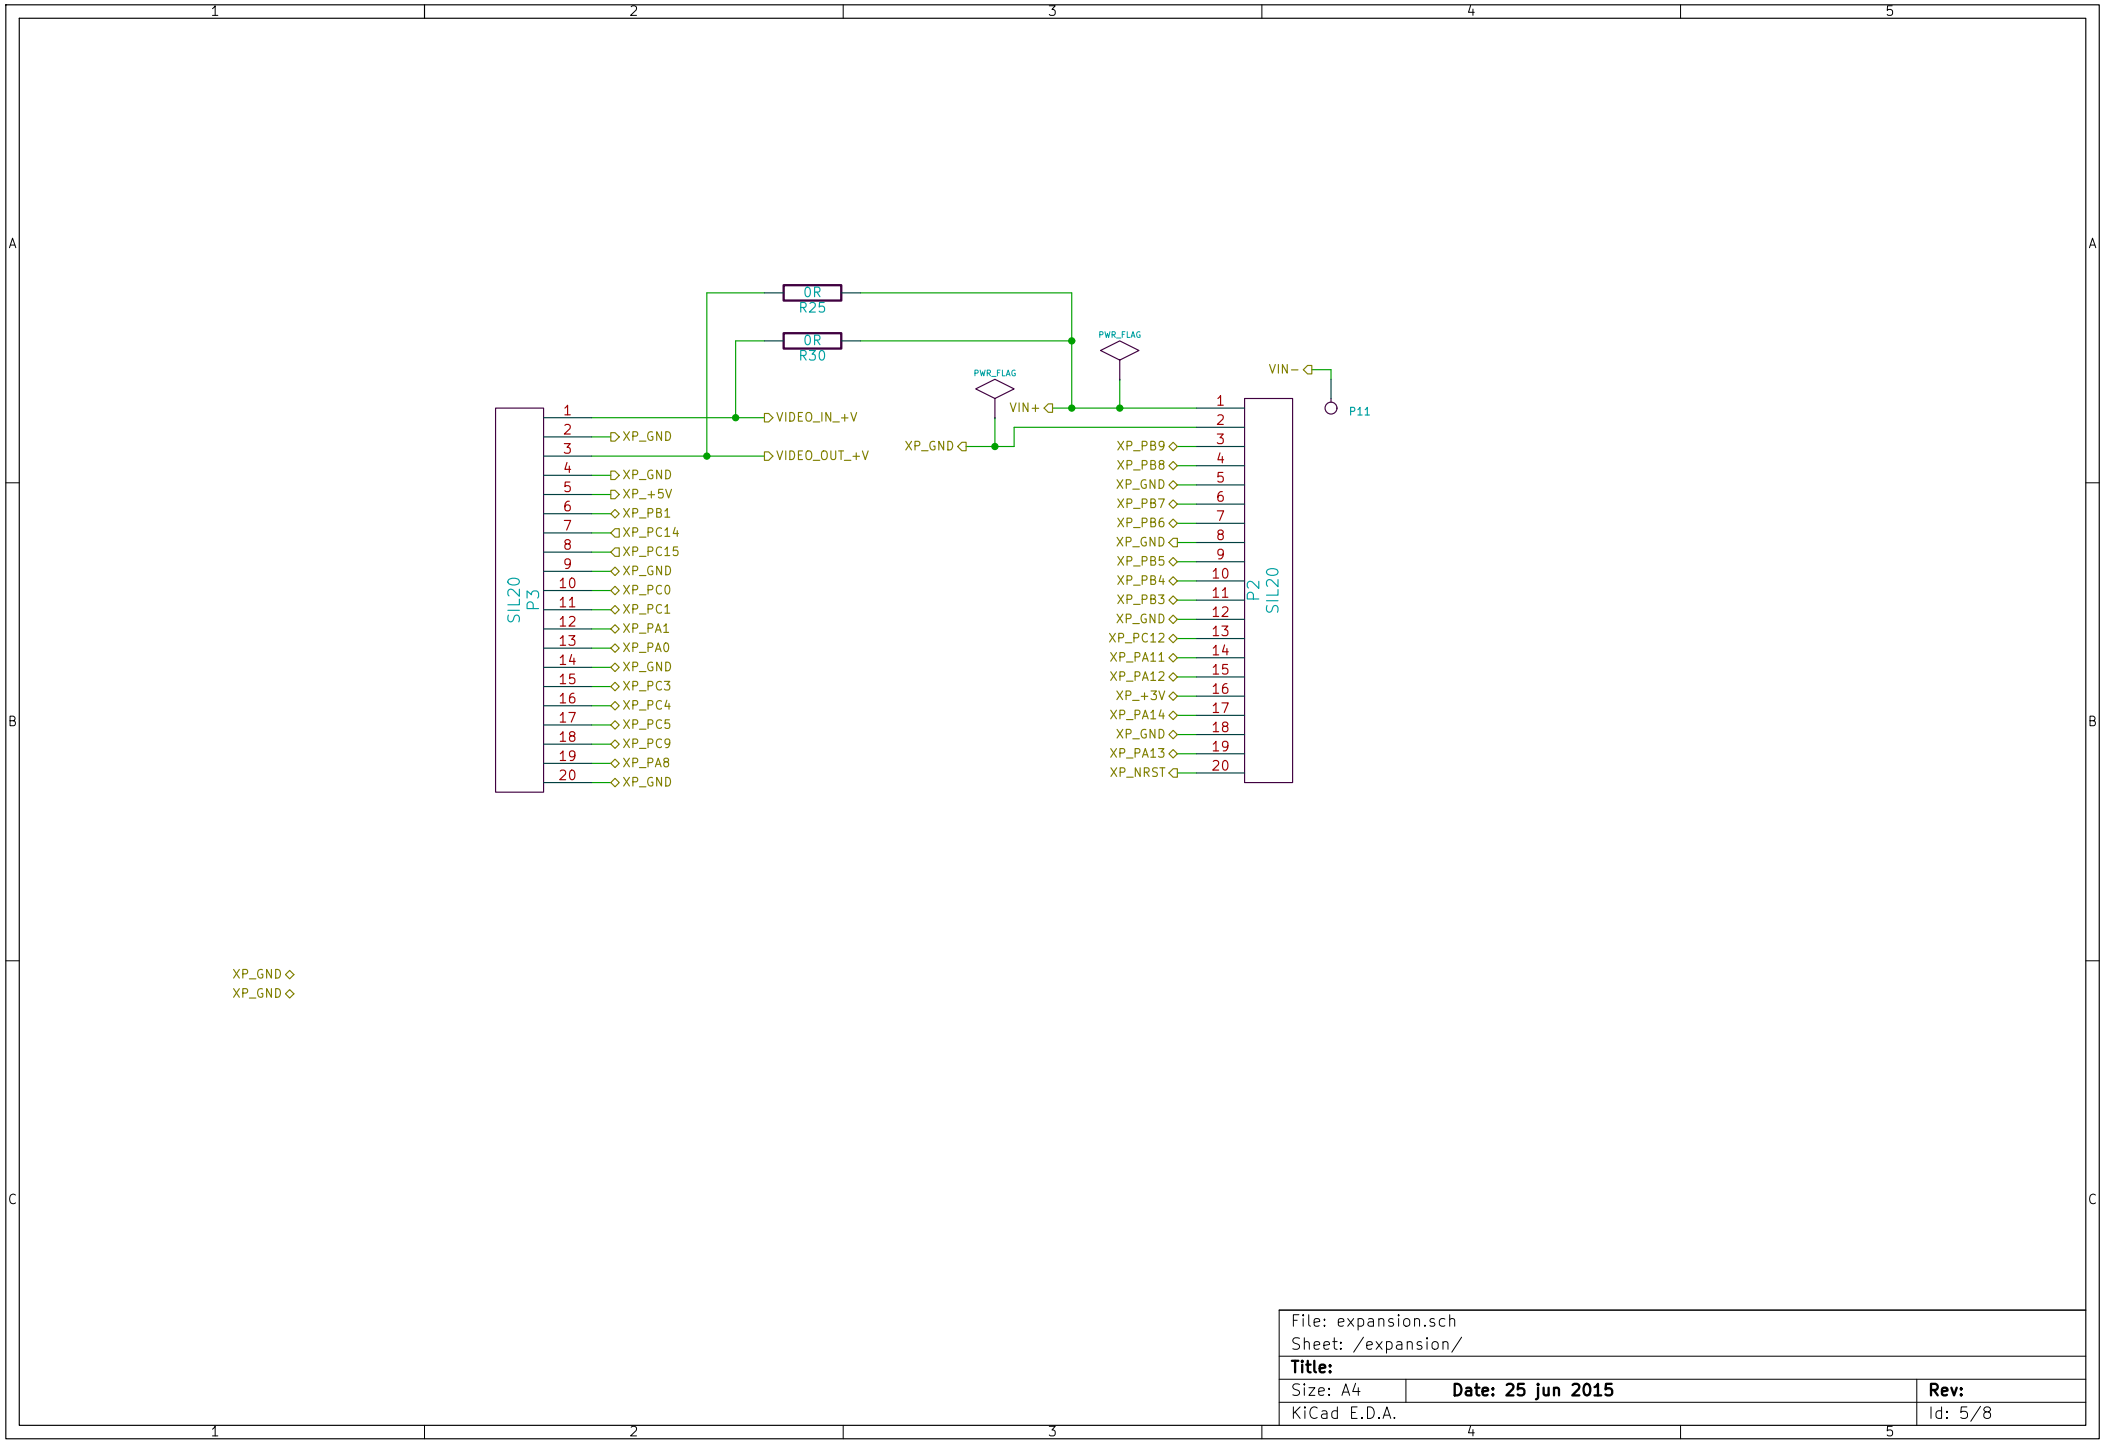 1 2 3 4 5
A A
0R
R25
0R
R30
PWR_FLAG
PWR_FLAG
VIN-
P11
VIN+
1 VIDEO_IN_+V
2 XP_GND
3 VIDEO_OUT_+V
4 XP_GND
5 XP_+5V
6 XP_PB1
7 XP_PC14
8 XP_PC15
9 XP_GND
10 XP_PC0
11 XP_PC1
12 XP_PA1
13 XP_PA0
14 XP_GND
15 XP_PC3
16 XP_PC4
17 XP_PC5
18 XP_PC9
19 XP_PA8
20 XP_GND
SIL20
P3
1
XP_GND 2
XP_PB9 3
XP_PB8 4
XP_GND 5
XP_PB7 6
XP_PB6 7
XP_GND 8
XP_PB5 9
XP_PB4 10
XP_PB3 11
XP_GND 12
XP_PC12 13
XP_PA11 14
XP_PA12 15
XP_+3V 16
XP_PA14 17
XP_GND 18
XP_PA13 19
XP_NRST 20
P2
SIL20
B B
XP_GND
XP_GND
C C
File: expansion.sch
Sheet: /expansion/
Title:
Size: A4 Date: 25 jun 2015 Rev:
KiCad E.D.A. Id: 5/8
1 2 3 4 5